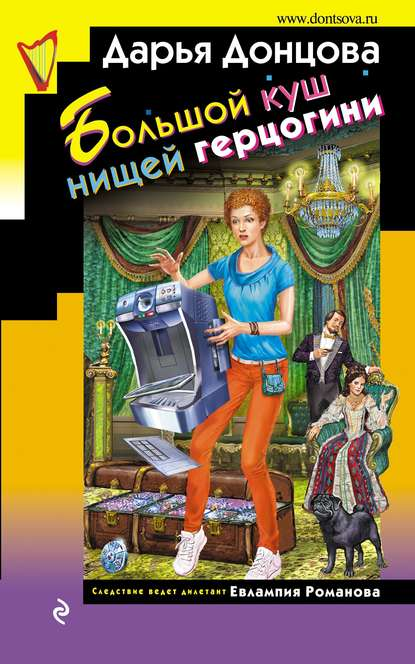 www.dontsova.ru
Дарья Донцова
Большой куш
нищей герцогини
Следствие ведет дилетант Евлампия Романова